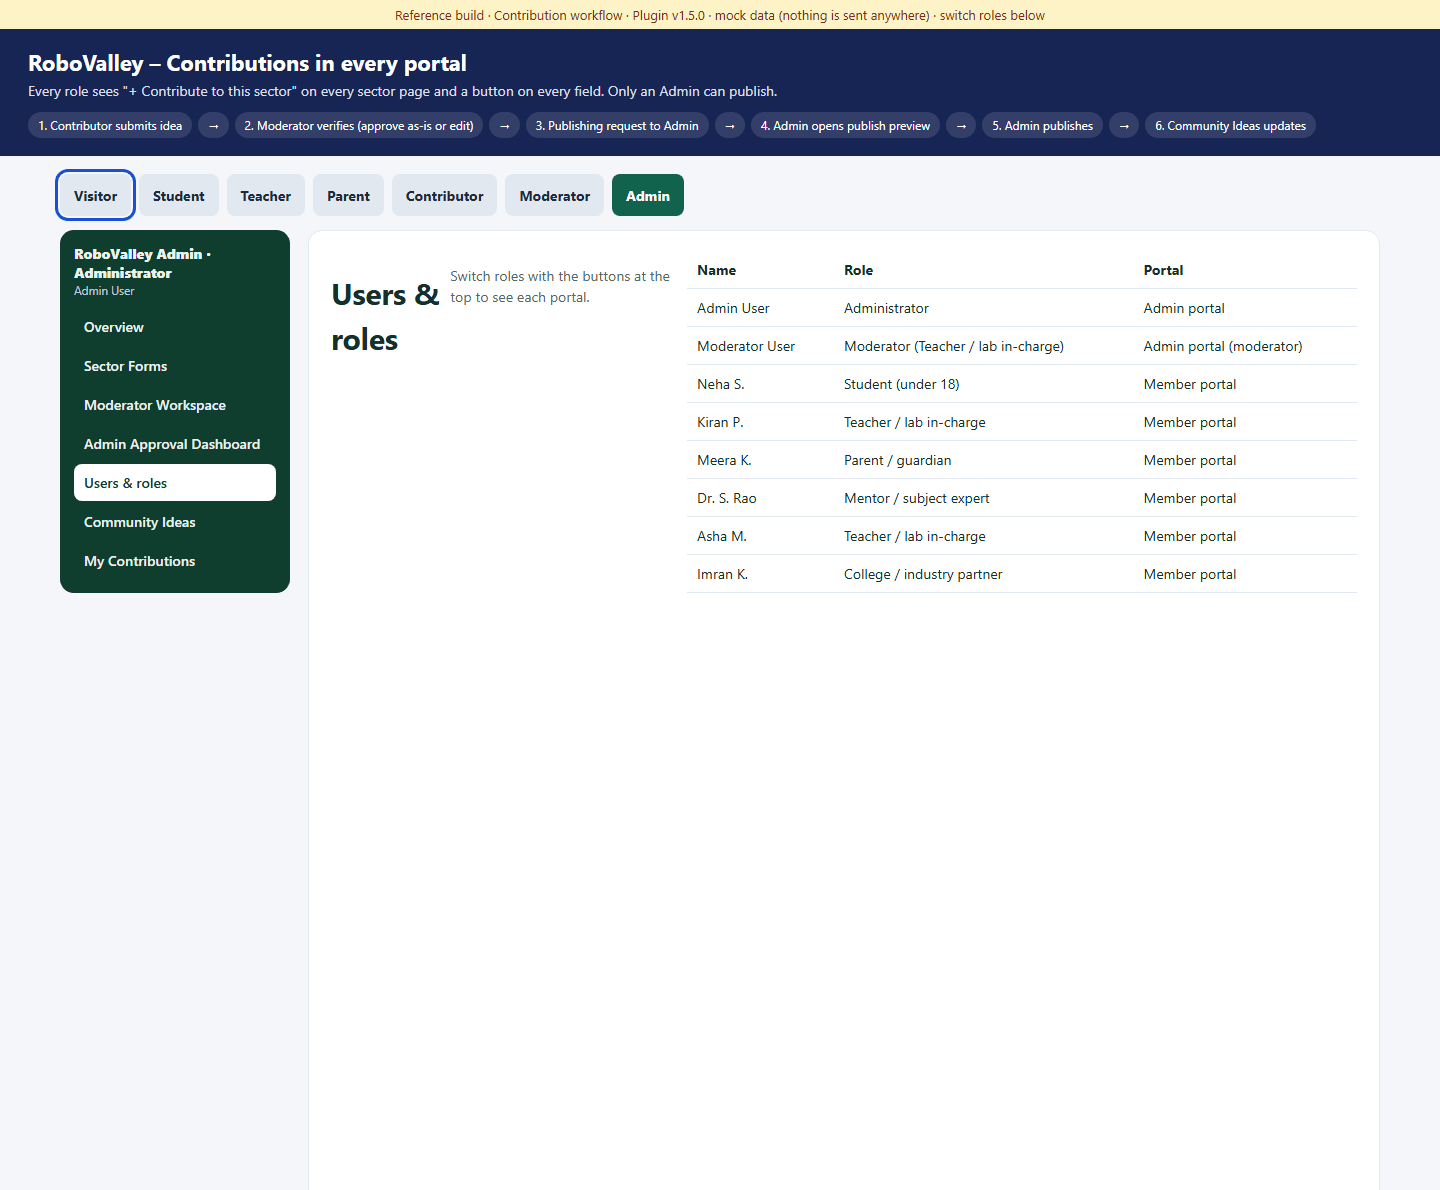 Reference build · Contribution workflow · Plugin v1.5.0 · mock data (nothing is sent anywhere) · switch roles below
RoboValley – Contributions in every portal
Every role sees "+ Contribute to this sector" on every sector page and a button on every field. Only an Admin can publish.
1. Contributor submits idea → 2. Moderator verifies (approve as-is or edit) → 3. Publishing request to Admin → 4. Admin opens publish preview → 5. Admin publishes → 6. Community Ideas updates
Visitor Student Teacher Parent Contributor Moderator Admin
RoboValley Admin ·
Administrator
Admin User
Overview
Sector Forms
Moderator Workspace
Admin Approval Dashboard
Users & roles
Community Ideas
My Contributions
Users &
roles
Switch roles with the buttons at the
top to see each portal.
Name Role Portal
Admin User Administrator Admin portal
Moderator User Moderator (Teacher / lab in-charge) Admin portal (moderator)
Neha S. Student (under 18) Member portal
Kiran P. Teacher / lab in-charge Member portal
Meera K. Parent / guardian Member portal
Dr. S. Rao Mentor / subject expert Member portal
Asha M. Teacher / lab in-charge Member portal
Imran K. College / industry partner Member portal